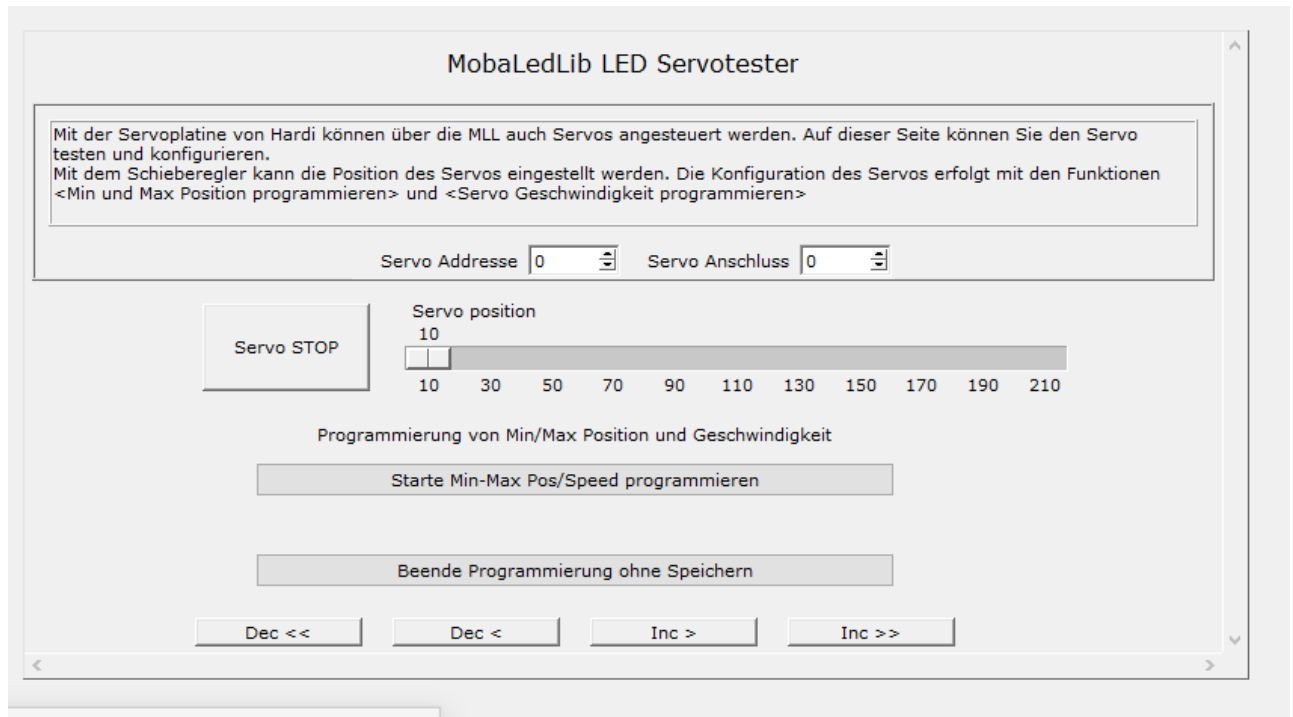 MobaLedLib LED Servotester
Mit der Servoplatine von Hardi können über die MLL auch Servos angesteuert werden. Auf dieser Seite können Sie den Servo
testen und konfigurieren.
Mit dem Schieberegler kann die Position des Servos eingestellt werden. Die Konfiguration des Servos erfolgt mit den Funktionen
<Min und Max Position programmieren> und <Servo Geschwindigkeit programmieren>
Servo Addresse 0 Servo Anschluss 0
Servo STOP
Servo position
10
10 30 50 70 90 110 130 150 170 190 210
Programmierung von Min/Max Position und Geschwindigkeit
Starte Min-Max Pos/Speed programmieren
Beende Programmierung ohne Speichern
Dec << Dec < Inc > Inc >>